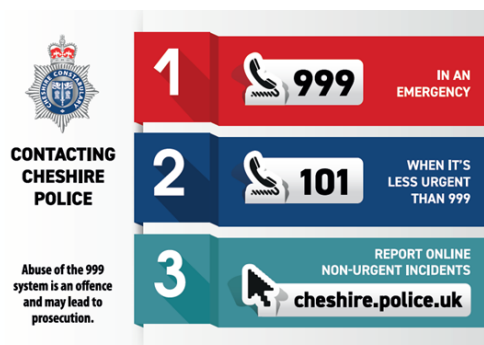 CHESHIRE CONSTABULARY
CONTACTING
CHESHIRE
POLICE
Abuse of the 999
system is an offence
and may lead to
prosecution.
1
999
IN AN
EMERGENCY
2
101
WHEN IT'S
LESS URGENT
THAN 999
3
REPORT ONLINE
NON-URGENT INCIDENTS
cheshire.police.uk